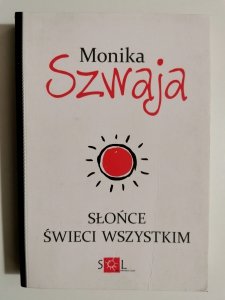 Monika
Szwaja
SŁOŃCE
ŚWIECI WSZYSTKIM
SOL